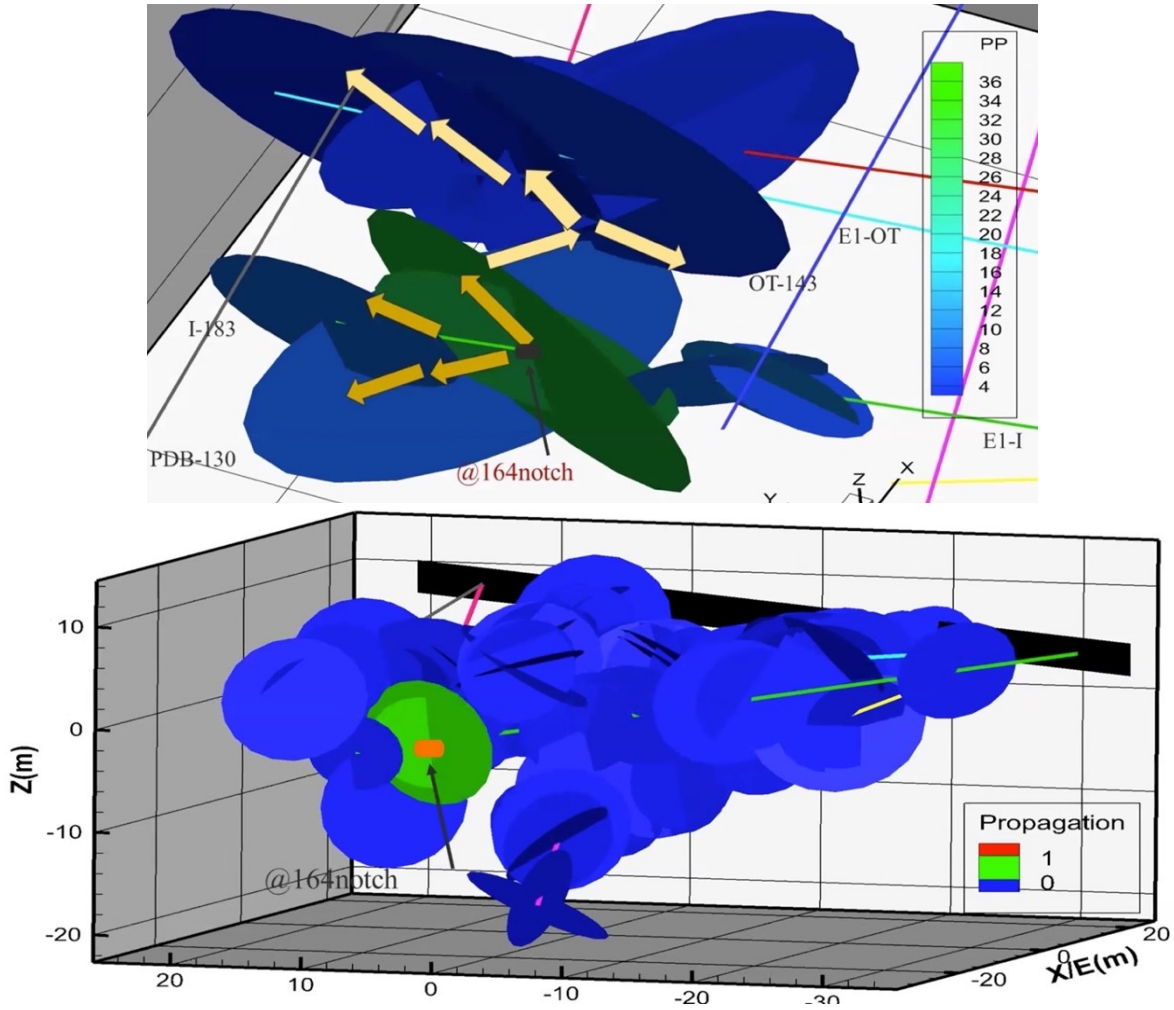 PP
36
34
32
30
28
26
24
22
20
18
16
14
12
10
8
6
4
E1-OT
OT-143
I-183
E1-I
PDB-130
@164notch
X
Z
Y
10
0
-10
-20
Z(m)
Propagation
1
0
@164notch
20
10
0
-10
-20
-30
-20
0
20
X/E(m)